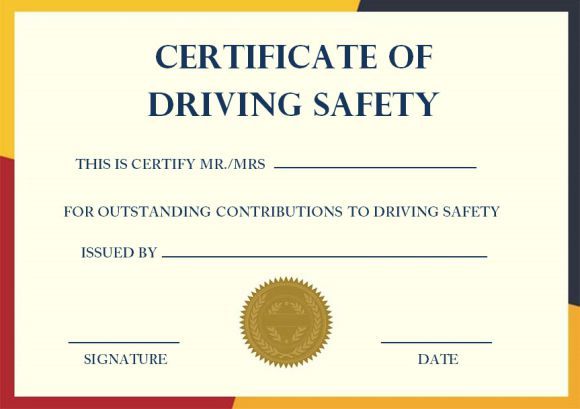 CERTIFICATE OF
DRIVING SAFETY
THIS IS CERTIFY MR./MRS
FOR OUTSTANDING CONTRIBUTIONS TO DRIVING SAFETY
ISSUED BY
SIGNATURE
DATE